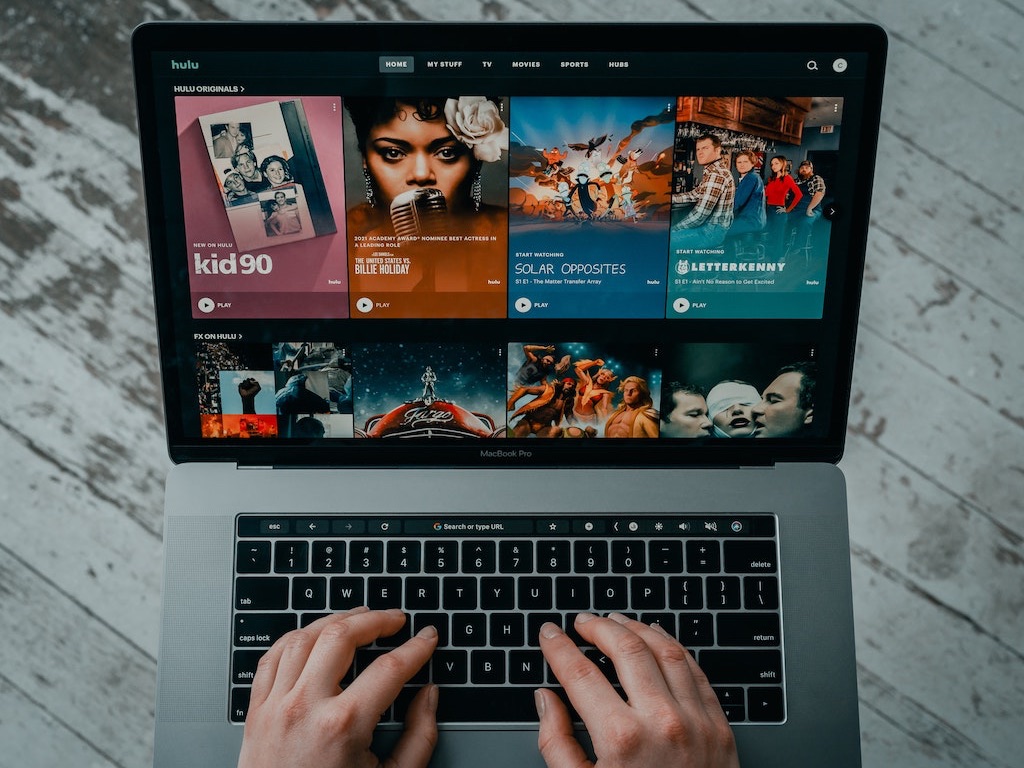 hulu
HOME MY STUFF TV MOVIES SPORTS HUBS
C
HULU ORIGINALS >
NEW ON HULU
kid 90
hulu
PLAY
2021 ACADEMY AWARD® NOMINEE BEST ACTRESS IN
A LEADING ROLE
THE UNITED STATES VS.
BILLIE HOLIDAY
hulu
PLAY
START WATCHING
SOLAR OPPOSITES
S1 E1 - The Matter Transfer Array
hulu
PLAY
START WATCHING
LETTERKENNY
S1 E1 - Ain't No Reason to Get Excited
hulu
PLAY
FX ON HULU >
Fargo
MacBook Pro
esc G Search or type URL
~ ! @ # $ % ^ & * ( ) _ +
` 1 2 3 4 5 6 7 8 9 0 - = delete
tab Q W E R T Y U I O P { } |
[ ] \
caps lock G H " return
'
shift V B N < shift
fn